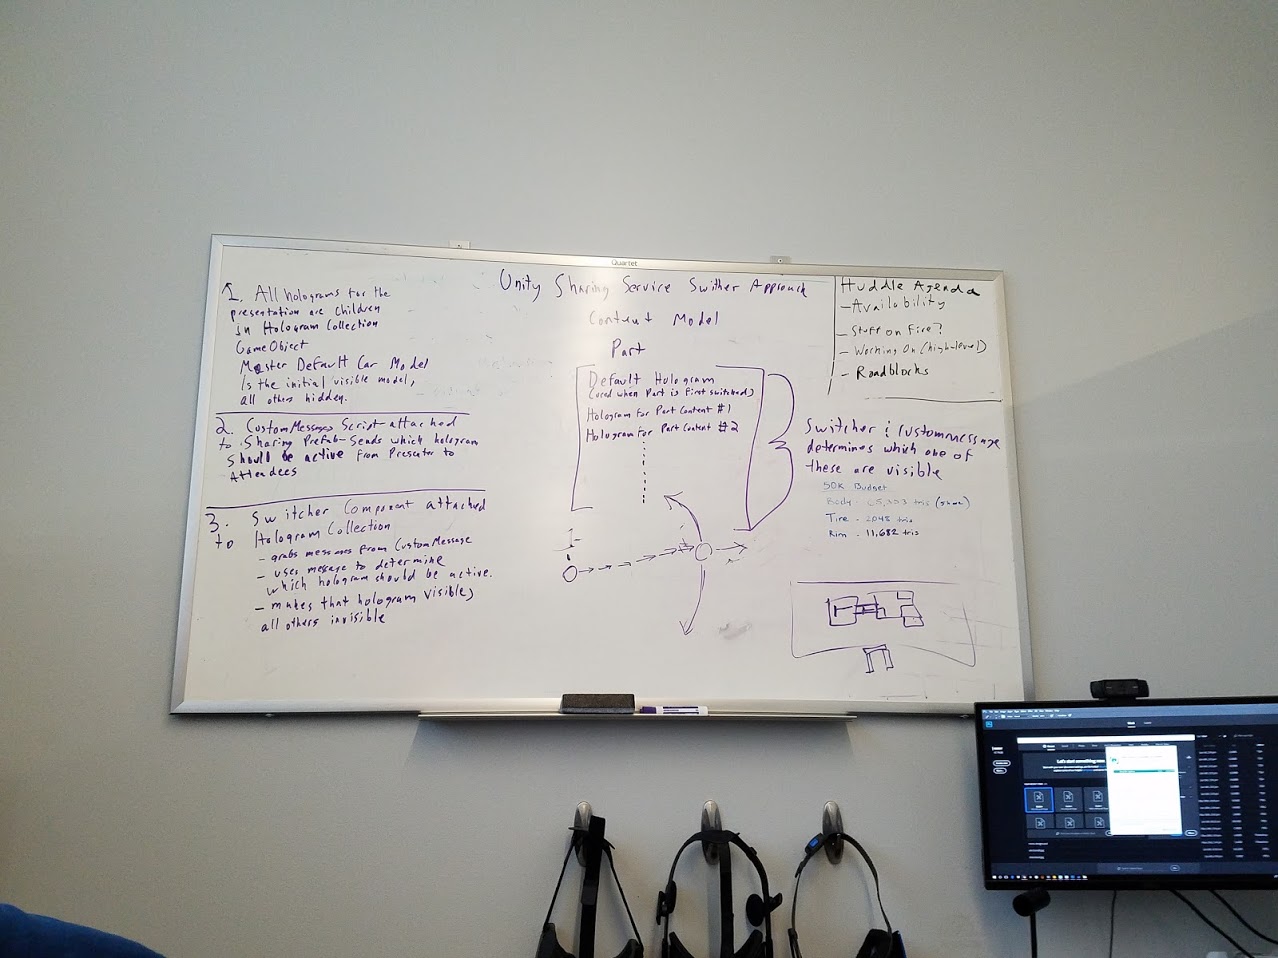 Quartet
Unity Sharing Service Swither Approach
Content Model
Part
Default Hologram
(used when Part is first switched)
Hologram for Part Content #1
Hologram for Part Content #2
1. All holograms for the
presentation are children
in Hologram Collection
GameObject
Master Default Car Model
Is the initial visible model,
all others hidden.
2. CustomMessages Script attached
to Sharing Prefab-Sends which hologram
should be active from Presenter to
Attendees
3. Switcher Component attached
to Hologram Collection
- grabs messages from CustomMessage
- uses message to determine
which hologram should be active.
- makes that hologram visible,
all others invisible
Huddle Agenda
- Availability
- Stuff on Fire?
- Working On (high-level)
- Roadblocks
Switcher & Custommessage
determines which one of
these are visible
50K Budget
Body - tris
Tire - 2048 tris
Rim - 11,682 tris
Let's start something new